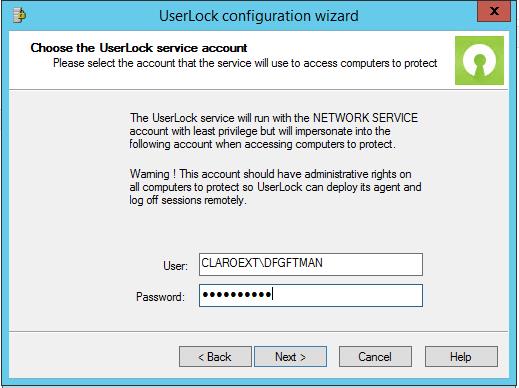 UserLock configuration wizard
x
Choose the UserLock service account
Please select the account that the service will use to access computers to protect
The UserLock service will run with the NETWORK SERVICE
account with least privilege but will impersonate into the
following account when accessing computers to protect.
Warning ! This account should have administrative rights on
all computers to protect so UserLock can deploy its agent and
log off sessions remotely.
User: CLAROEXT\DFGFTMAN
Password: ●●●●●●●●●●
< Back Next > Cancel Help